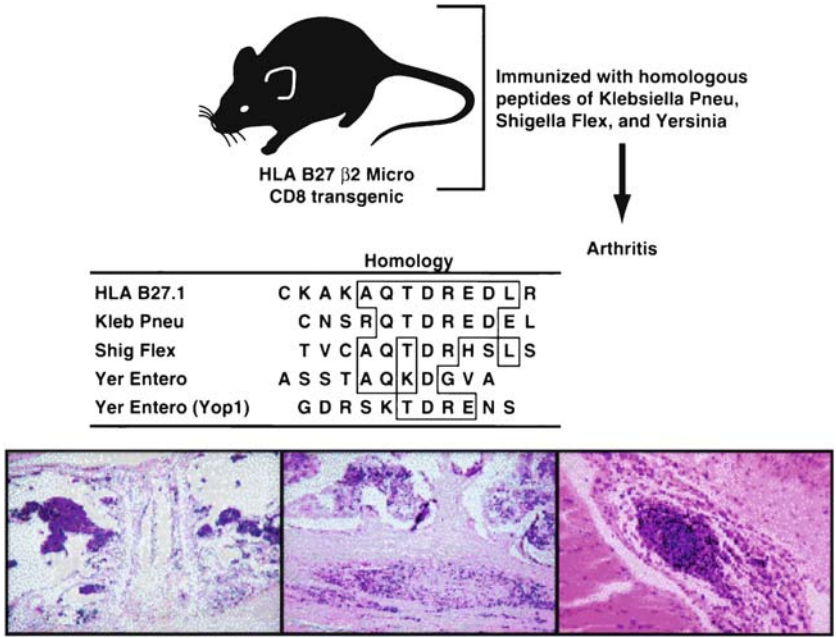 Immunized with homologous
peptides of Klebsiella Pneu,
Shigella Flex, and Yersinia
HLA B27 β2 Micro
CD8 transgenic
Arthritis
Homology
HLA B27.1 C K A K A Q T D R E D L R
Kleb Pneu C N S R Q T D R E D E L
Shig Flex T V C A Q T D R H S L S
Yer Entero A S S T A Q K D G V A
Yer Entero (Yop1) G D R S K T D R E N S